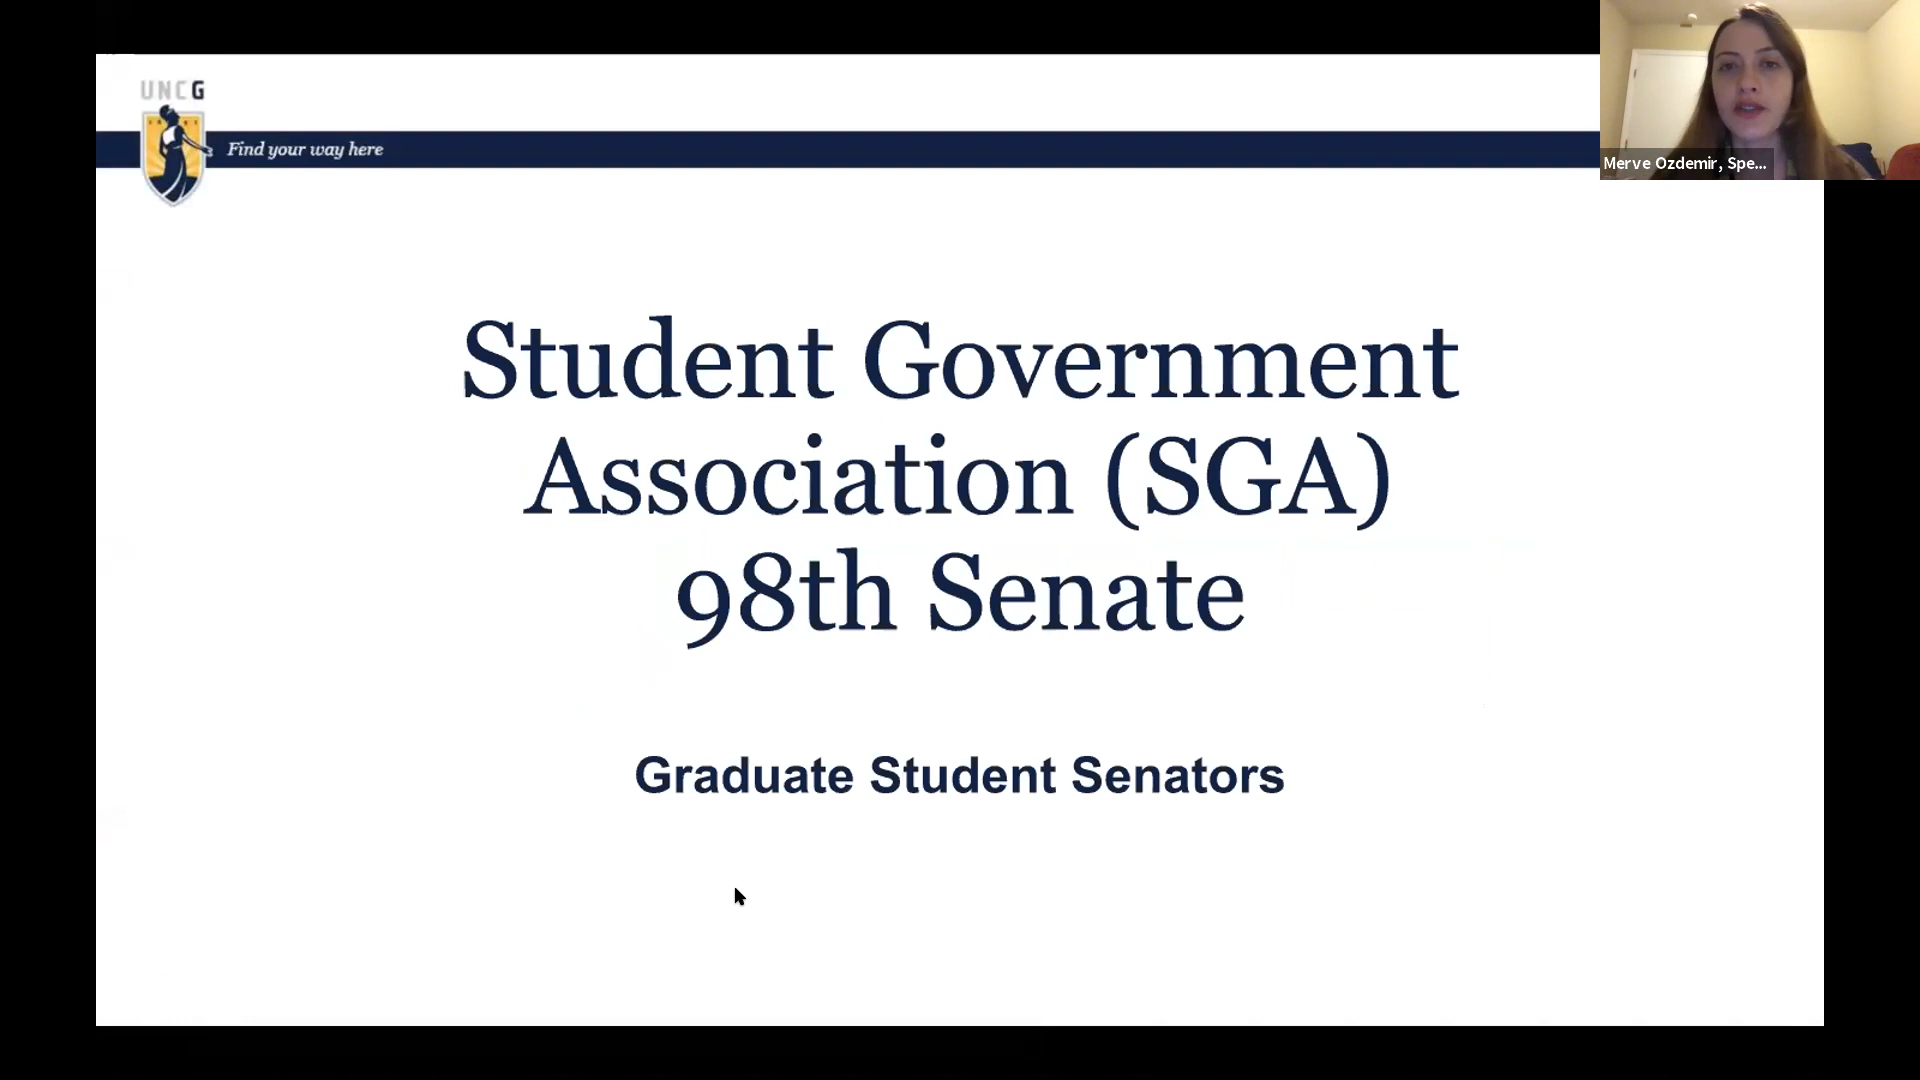 UNCG
Find your way here
Merve Ozdemir, Spe...
Student Government
Association (SGA)
98th Senate
Graduate Student Senators